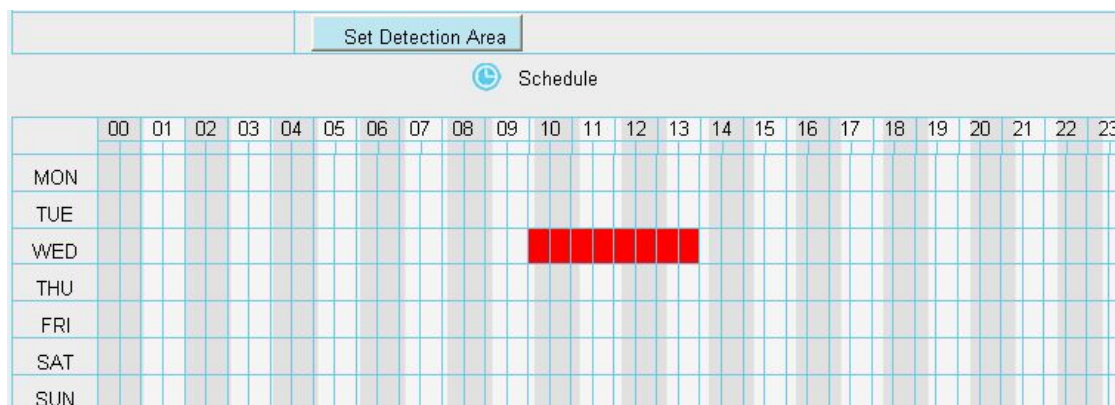 Set Detection Area
Schedule
00 01 02 03 04 05 06 07 08 09 10 11 12 13 14 15 16 17 18 19 20 21 22 23
MON
TUE
WED
THU
FRI
SAT
SUN